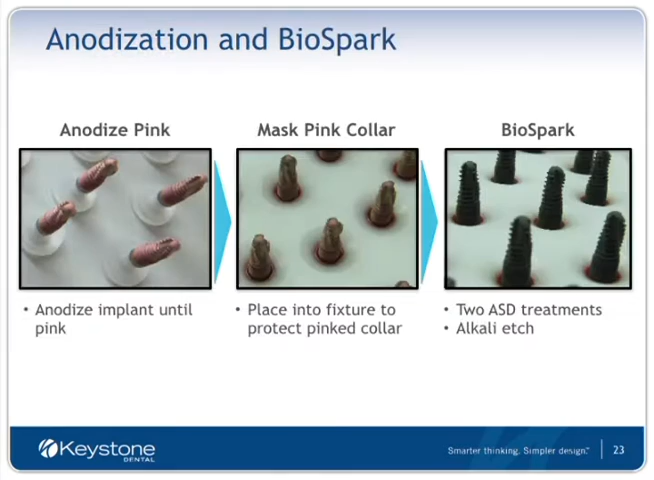 Anodization and BioSpark
Anodize Pink
Mask Pink Collar
BioSpark
• Anodize implant until
pink
• Place into fixture to
protect pinked collar
• Two ASD treatments
• Alkali etch
Keystone
DENTAL
Smarter thinking. Simpler design.™
23